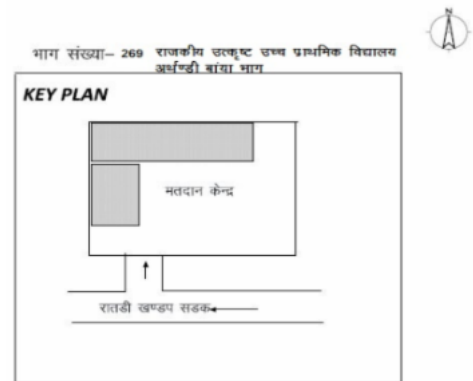 भाग संख्या– 269 राजकीय उत्कृष्ट उच्च प्राथमिक विद्यालय
अर्थण्डी बांया भाग
KEY PLAN
मतदान केन्द्र
रातडी खण्डप सडक